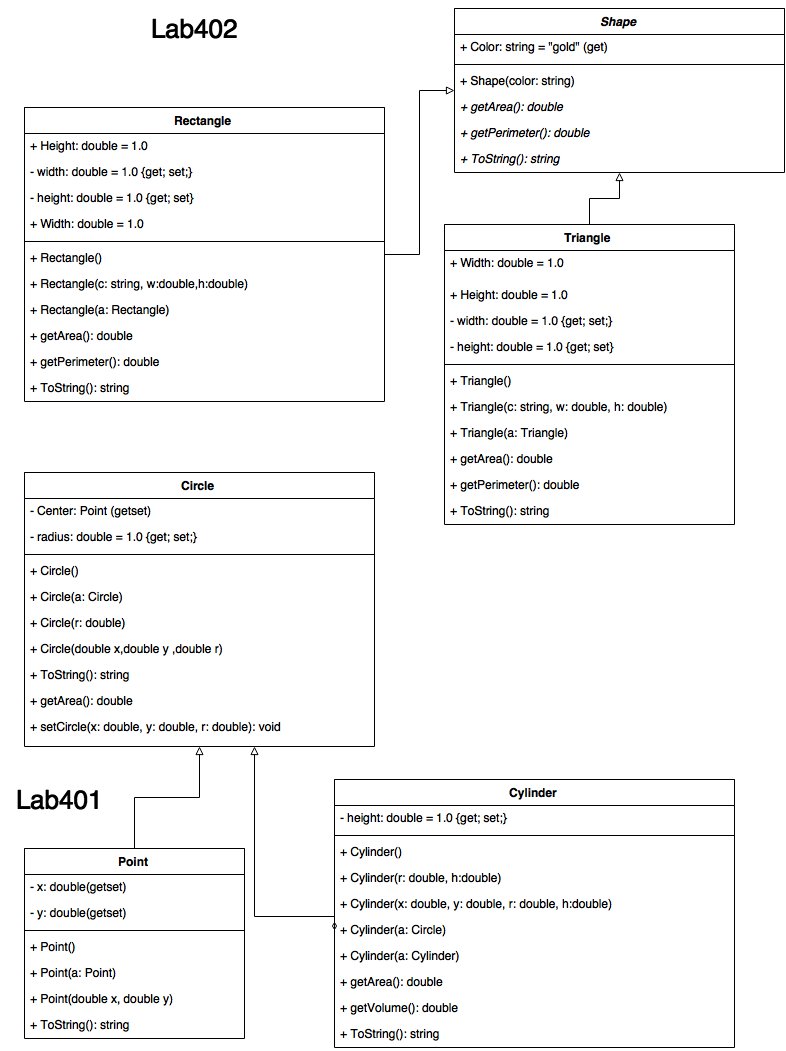 Lab402
Shape
+ Color: string = "gold" (get)
+ Shape(color: string)
+ getArea(): double
+ getPerimeter(): double
+ ToString(): string
Rectangle
+ Height: double = 1.0
- width: double = 1.0 {get; set;}
- height: double = 1.0 {get; set}
+ Width: double = 1.0
+ Rectangle()
+ Rectangle(c: string, w:double,h:double)
+ Rectangle(a: Rectangle)
+ getArea(): double
+ getPerimeter(): double
+ ToString(): string
Triangle
+ Width: double = 1.0
+ Height: double = 1.0
- width: double = 1.0 {get; set;}
- height: double = 1.0 {get; set}
+ Triangle()
+ Triangle(c: string, w: double, h: double)
+ Triangle(a: Triangle)
+ getArea(): double
+ getPerimeter(): double
+ ToString(): string
Circle
- Center: Point (getset)
- radius: double = 1.0 {get; set;}
+ Circle()
+ Circle(a: Circle)
+ Circle(r: double)
+ Circle(double x,double y ,double r)
+ ToString(): string
+ getArea(): double
+ setCircle(x: double, y: double, r: double): void
Lab401
Point
- x: double(getset)
- y: double(getset)
+ Point()
+ Point(a: Point)
+ Point(double x, double y)
+ ToString(): string
Cylinder
- height: double = 1.0 {get; set;}
+ Cylinder()
+ Cylinder(r: double, h:double)
+ Cylinder(x: double, y: double, r: double, h:double)
+ Cylinder(a: Circle)
+ Cylinder(a: Cylinder)
+ getArea(): double
+ getVolume(): double
+ ToString(): string